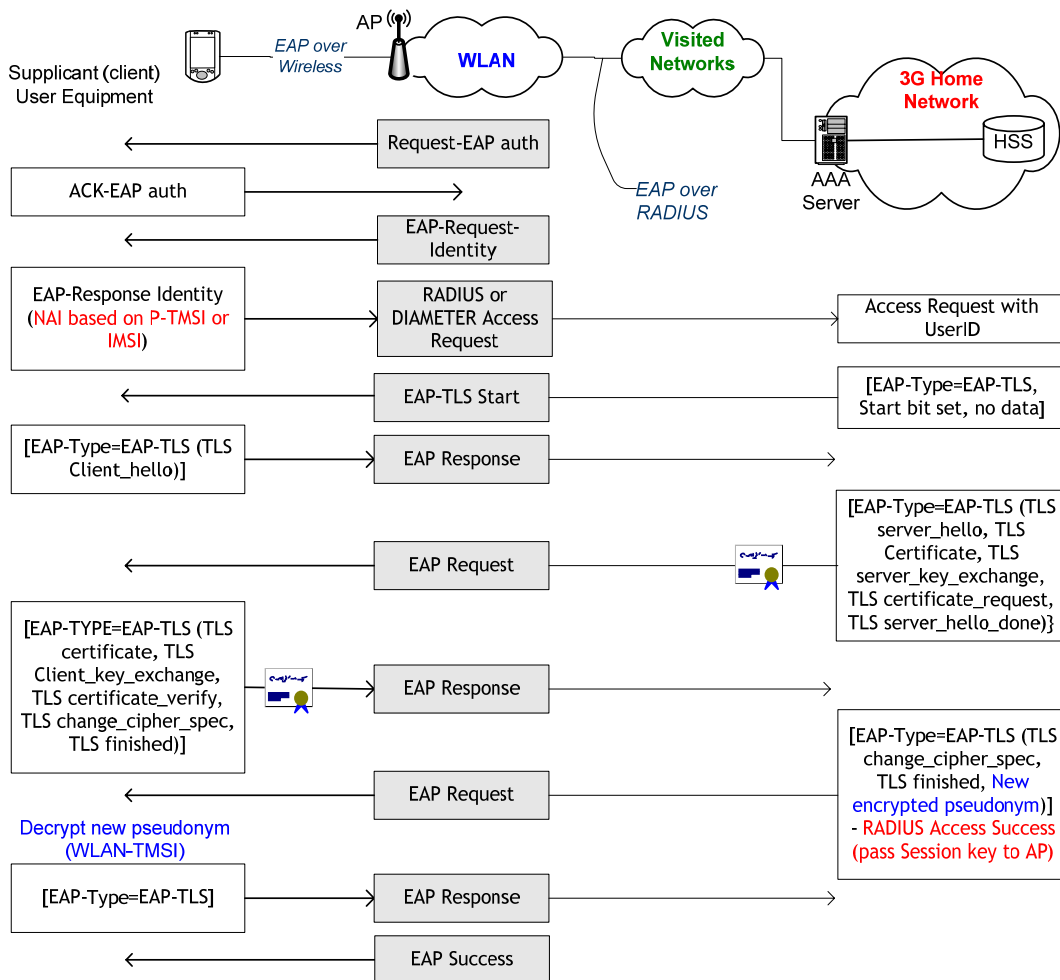 AP
EAP over
Wireless
WLAN
Visited
Networks
3G Home
Network
HSS
Supplicant (client)
User Equipment
AAA
Server
EAP over
RADIUS
Request-EAP auth
ACK-EAP auth
EAP-Request-
Identity
EAP-Response Identity
(NAI based on P-TMSI or
IMSI)
RADIUS or
DIAMETER Access
Request
Access Request with
UserID
EAP-TLS Start
[EAP-Type=EAP-TLS,
Start bit set, no data]
[EAP-Type=EAP-TLS (TLS
Client_hello)]
EAP Response
EAP Request
[EAP-Type=EAP-TLS (TLS
server_hello, TLS
Certificate, TLS
server_key_exchange,
TLS certificate_request,
TLS server_hello_done)}
[EAP-TYPE=EAP-TLS (TLS
certificate, TLS
Client_key_exchange,
TLS certificate_verify,
TLS change_cipher_spec,
TLS finished)]
EAP Response
EAP Request
[EAP-Type=EAP-TLS (TLS
change_cipher_spec,
TLS finished, New
encrypted pseudonym)]
- RADIUS Access Success
(pass Session key to AP)
Decrypt new pseudonym
(WLAN-TMSI)
[EAP-Type=EAP-TLS]
EAP Response
EAP Success